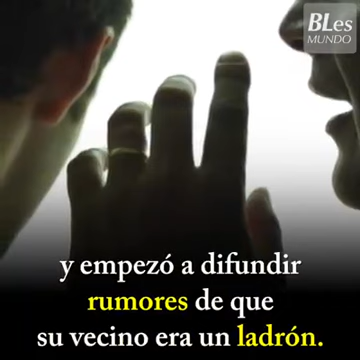 BLes
MUNDO
y empezó a difundir
rumores de que
su vecino era un ladrón.